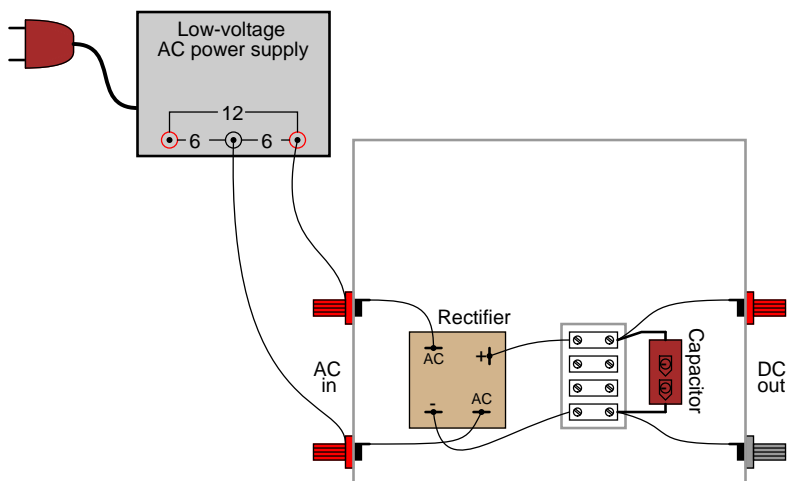 Low-voltage
AC power supply
12
6
6
Rectifier
AC
+
-
AC
AC
in
Capacitor
DC
out